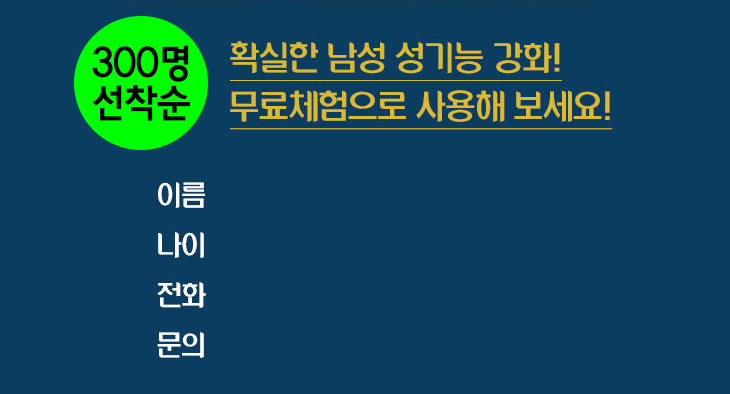 300명
선착순
확실한 남성 성기능 강화!
무료체험으로 사용해 보세요!
이름
나이
전화
문의